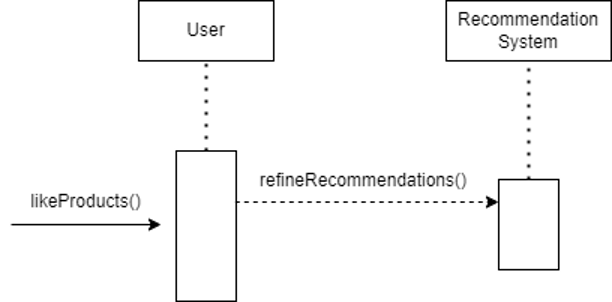 User
Recommendation
System
likeProducts()
refineRecommendations()